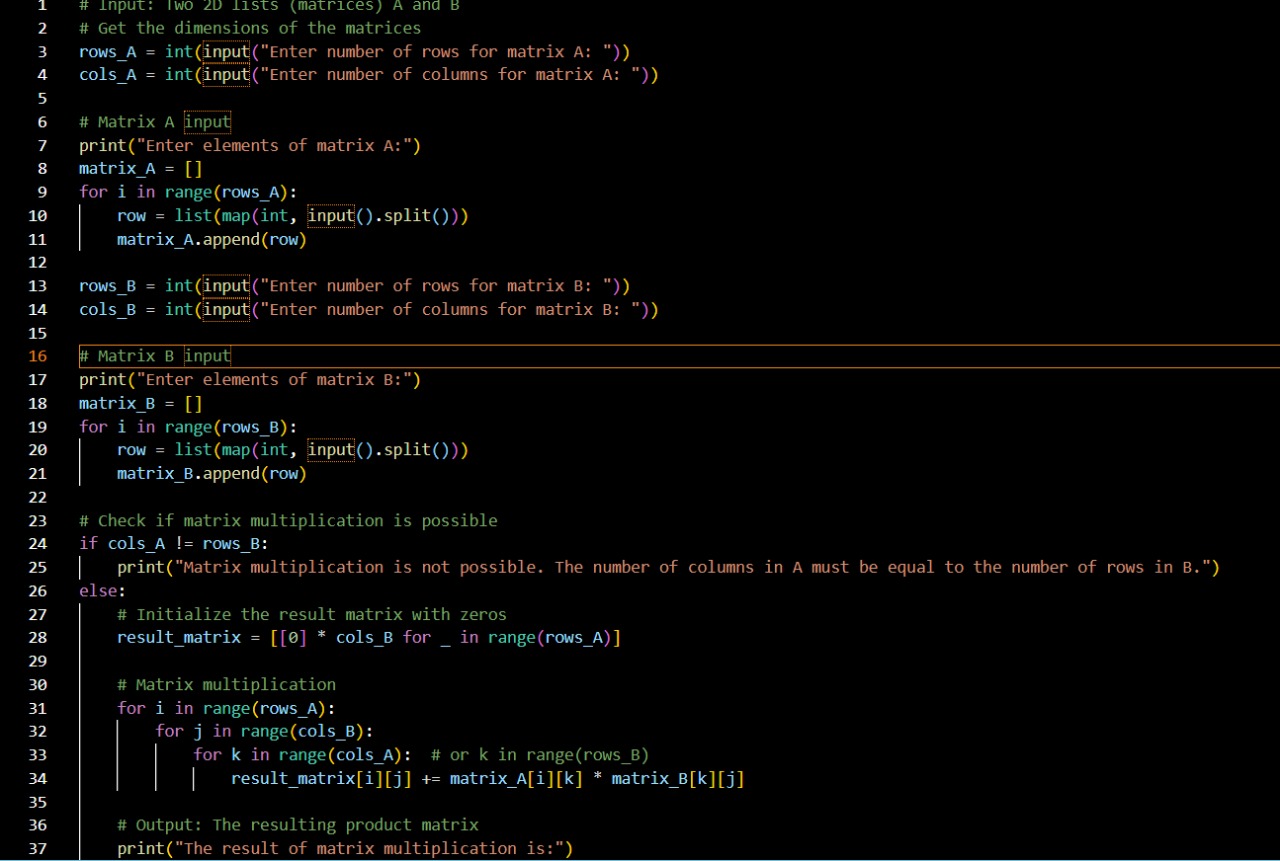 1 # Input: Two 2D lists (matrices) A and B
2 # Get the dimensions of the matrices
3 rows_A = int(input("Enter number of rows for matrix A: "))
4 cols_A = int(input("Enter number of columns for matrix A: "))
5
6 # Matrix A input
7 print("Enter elements of matrix A:")
8 matrix_A = []
9 for i in range(rows_A):
10     row = list(map(int, input().split()))
11     matrix_A.append(row)
12
13 rows_B = int(input("Enter number of rows for matrix B: "))
14 cols_B = int(input("Enter number of columns for matrix B: "))
15
16 # Matrix B input
17 print("Enter elements of matrix B:")
18 matrix_B = []
19 for i in range(rows_B):
20     row = list(map(int, input().split()))
21     matrix_B.append(row)
22
23 # Check if matrix multiplication is possible
24 if cols_A != rows_B:
25     print("Matrix multiplication is not possible. The number of columns in A must be equal to the number of rows in B.")
26 else:
27     # Initialize the result matrix with zeros
28     result_matrix = [[0] * cols_B for _ in range(rows_A)]
29
30     # Matrix multiplication
31     for i in range(rows_A):
32         for j in range(cols_B):
33             for k in range(cols_A):  # or k in range(rows_B)
34                 result_matrix[i][j] += matrix_A[i][k] * matrix_B[k][j]
35
36     # Output: The resulting product matrix
37     print("The result of matrix multiplication is:")